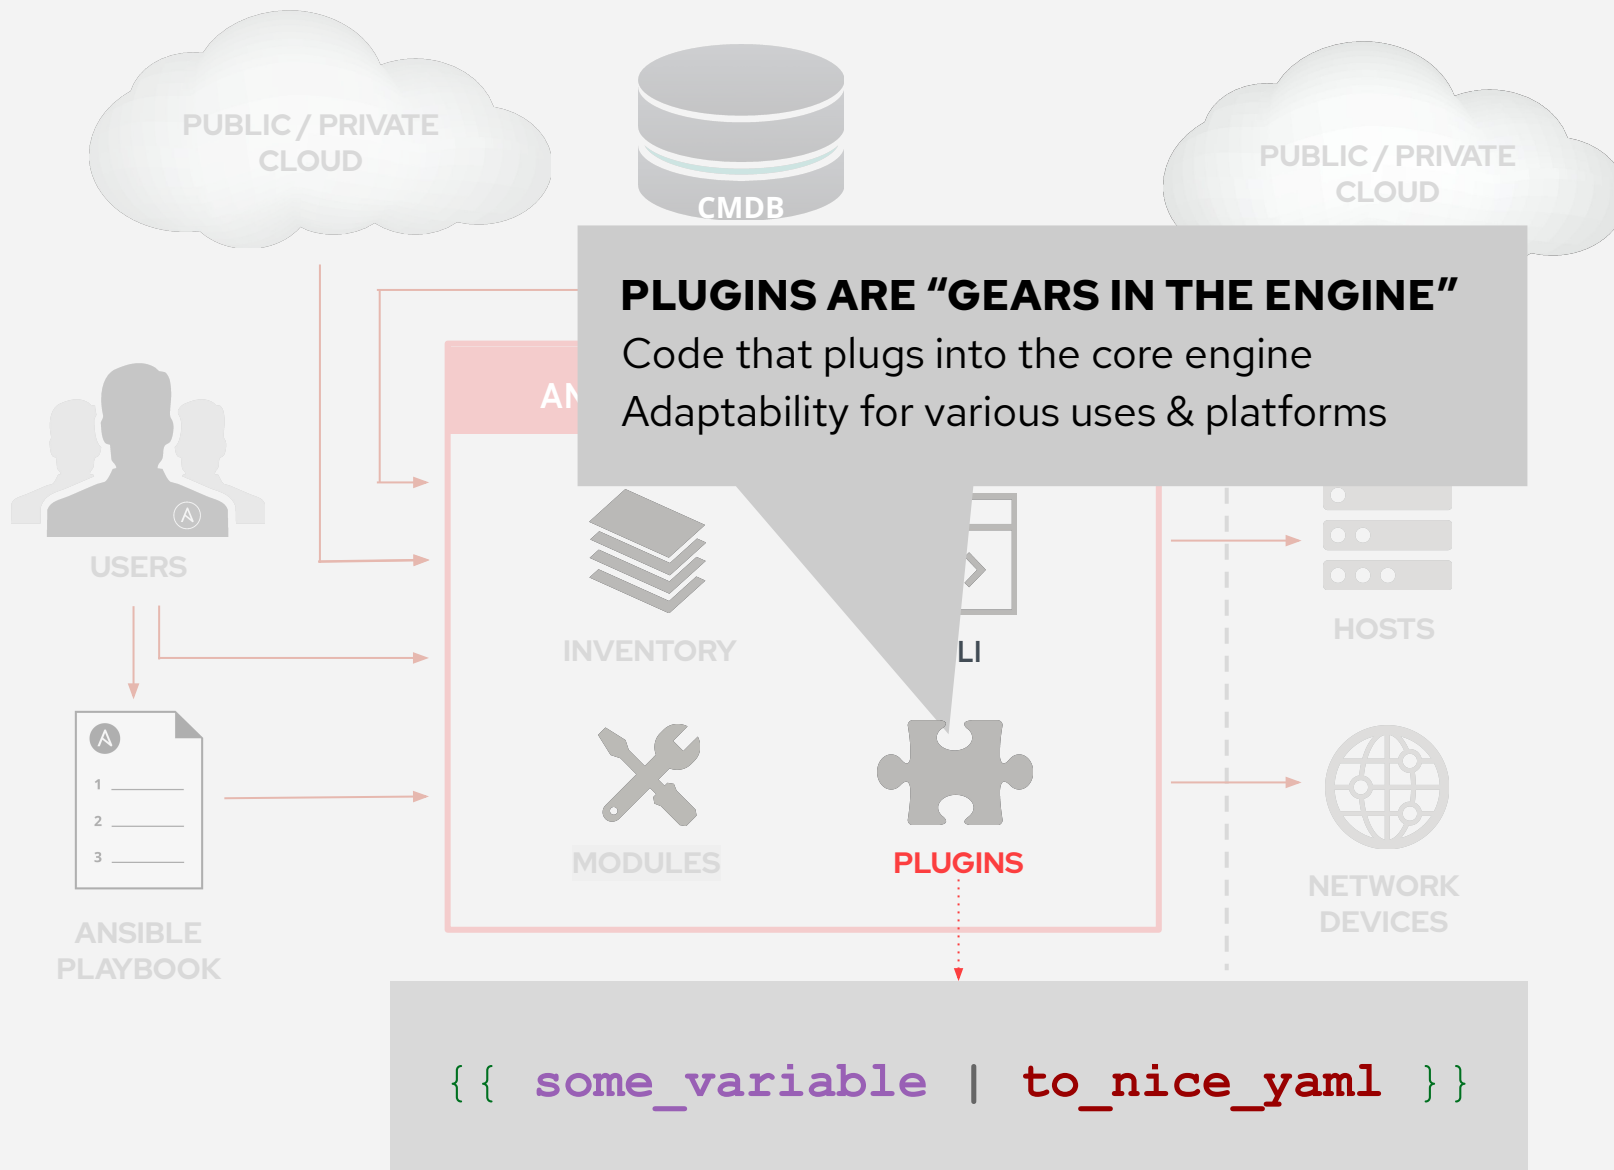 PUBLIC / PRIVATE
CLOUD
CMDB
PUBLIC / PRIVATE
CLOUD
PLUGINS ARE “GEARS IN THE ENGINE”
Code that plugs into the core engine
Adaptability for various uses & platforms
USERS
INVENTORY
HOSTS
1
2
3
MODULES
PLUGINS
NETWORK
DEVICES
ANSIBLE
PLAYBOOK
{{ some_variable | to_nice_yaml }}